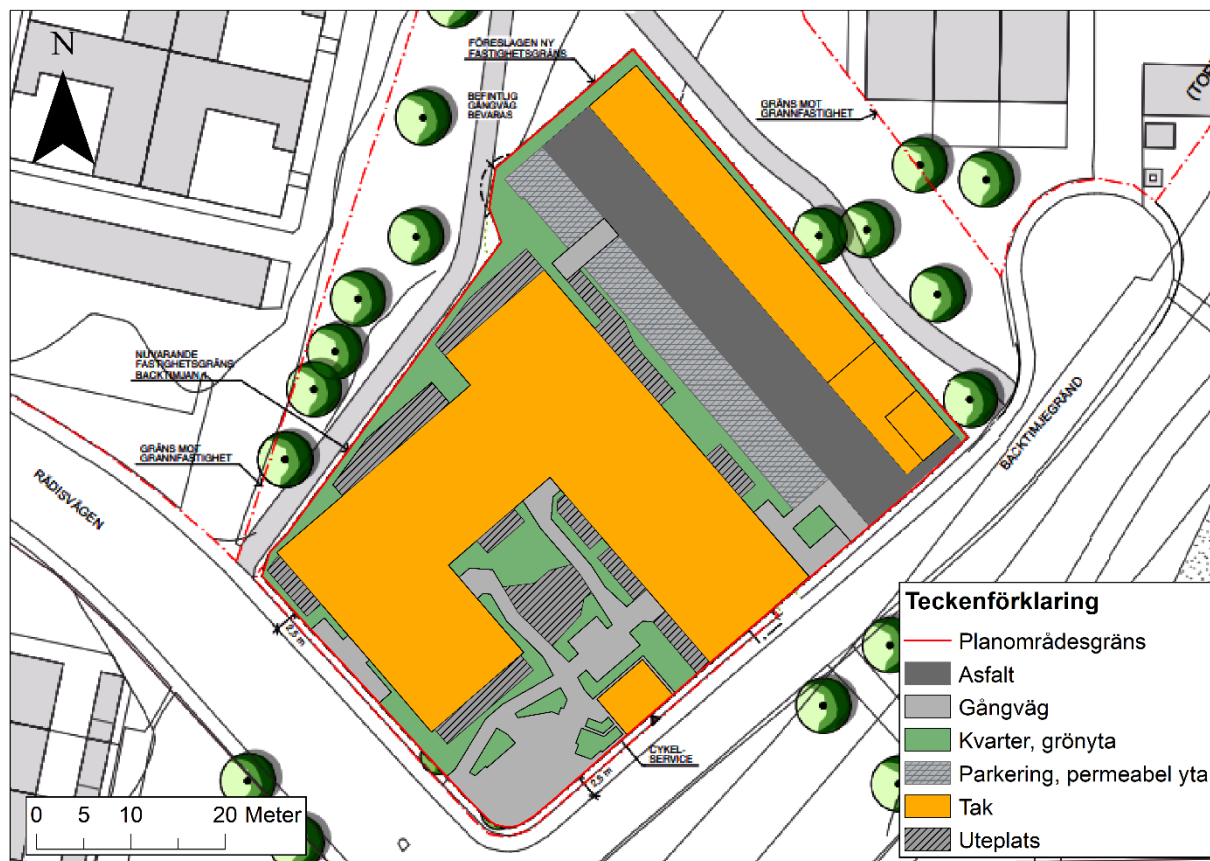 N
FÖRESLAGEN NY
FASTIGHETSGRÄNS
BEFINTLIG
GÅNGVÄG
BEVARAS
GRÄNS MOT
GRANNFASTIGHET
NUVARANDE
FASTIGHETSGRÄNS
BACKTIMJAN 1
GRÄNS MOT
GRANNFASTIGHET
RÄDISVÄGEN
BACKTIMJEGRÄND
2,5 m
2,5 m
CYKEL-
SERVICE
0 5 10 20 Meter
Teckenförklaring
Planområdesgräns
Asfalt
Gångväg
Kvarter, grönyta
Parkering, permeabel yta
Tak
Uteplats